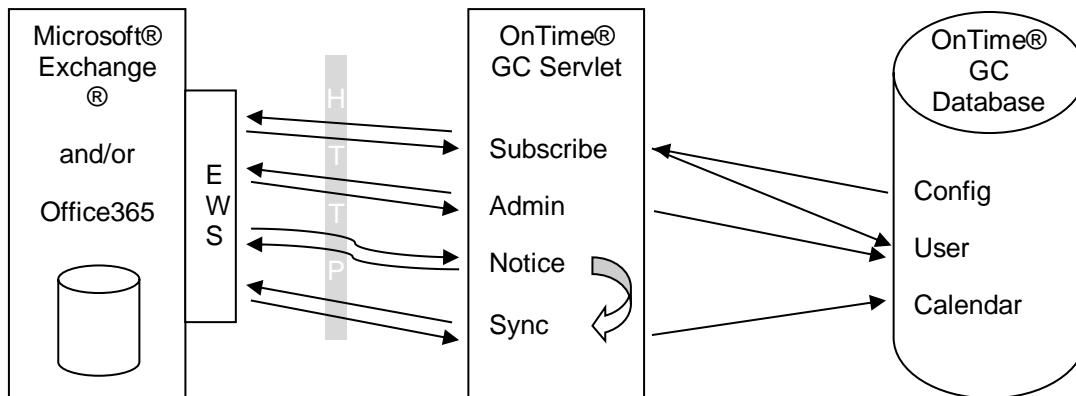 Microsoft®
Exchange
®
and/or
Office365
E
W
S
H
T
T
P
OnTime®
GC Servlet
Subscribe
Admin
Notice
Sync
OnTime®
GC
Database
Config
User
Calendar